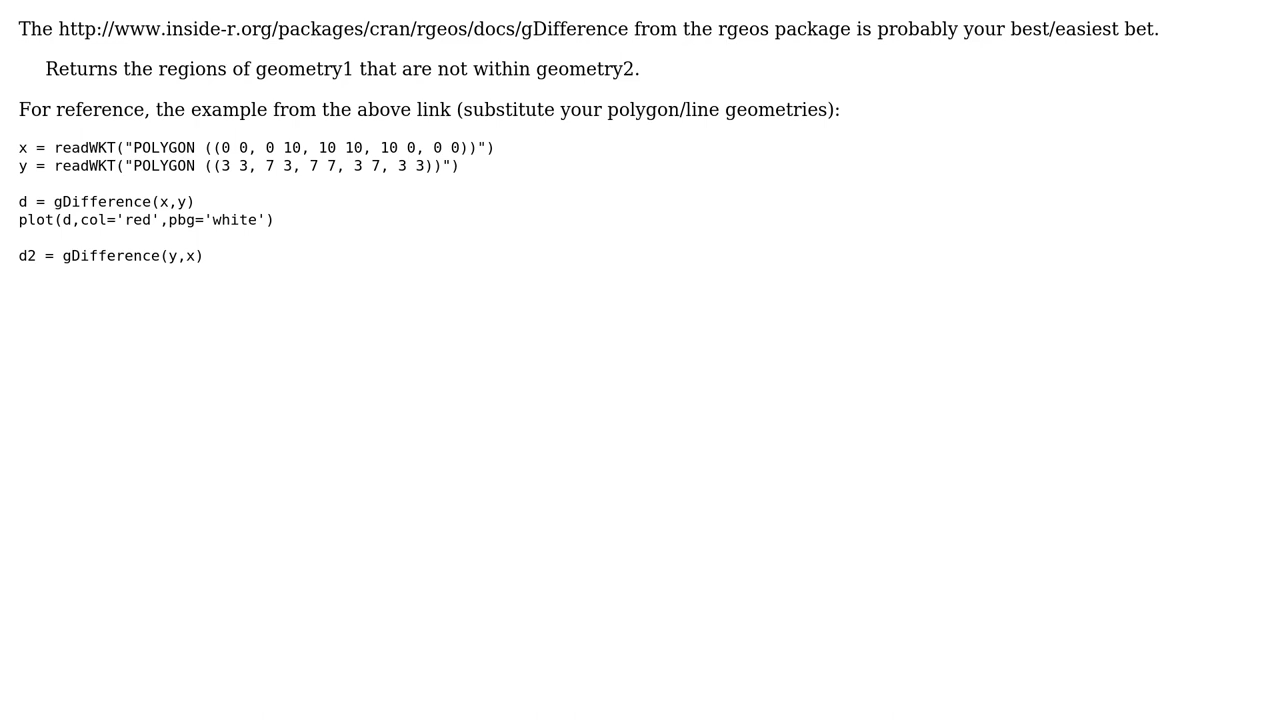 The http://www.inside-r.org/packages/cran/rgeos/docs/gDifference from the rgeos package is probably your best/easiest bet.
Returns the regions of geometry1 that are not within geometry2.
For reference, the example from the above link (substitute your polygon/line geometries):
x = readWKT("POLYGON ((0 0, 0 10, 10 10, 10 0, 0 0))")
y = readWKT("POLYGON ((3 3, 7 3, 7 7, 3 7, 3 3))")
d = gDifference(x,y)
plot(d,col='red',pbg='white')
d2 = gDifference(y,x)